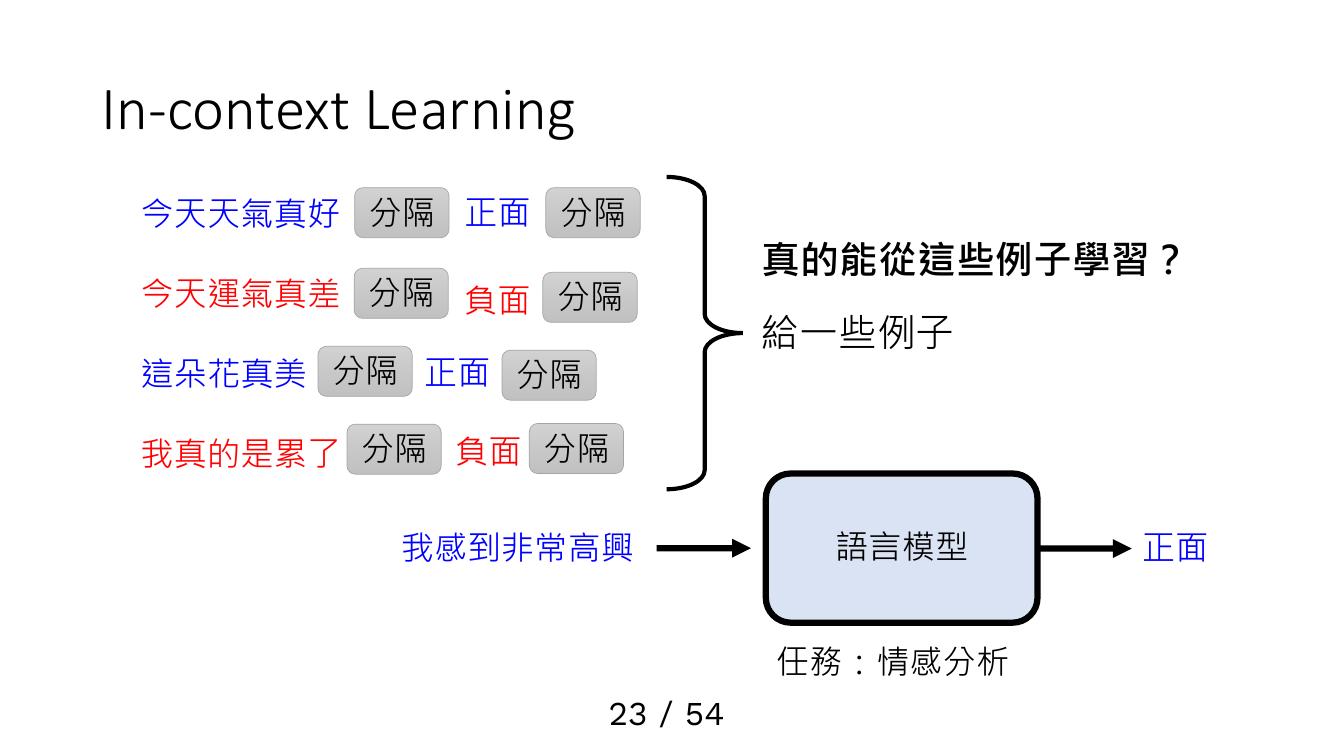 In-context Learning
今天天氣真好 分隔 正面 分隔
今天運氣真差 分隔 負面 分隔
這朵花真美 分隔 正面 分隔
我真的是累了 分隔 負面 分隔
真的能從這些例子學習？
給一些例子
我感到非常高興 語言模型 正面
任務：情感分析
23 / 54